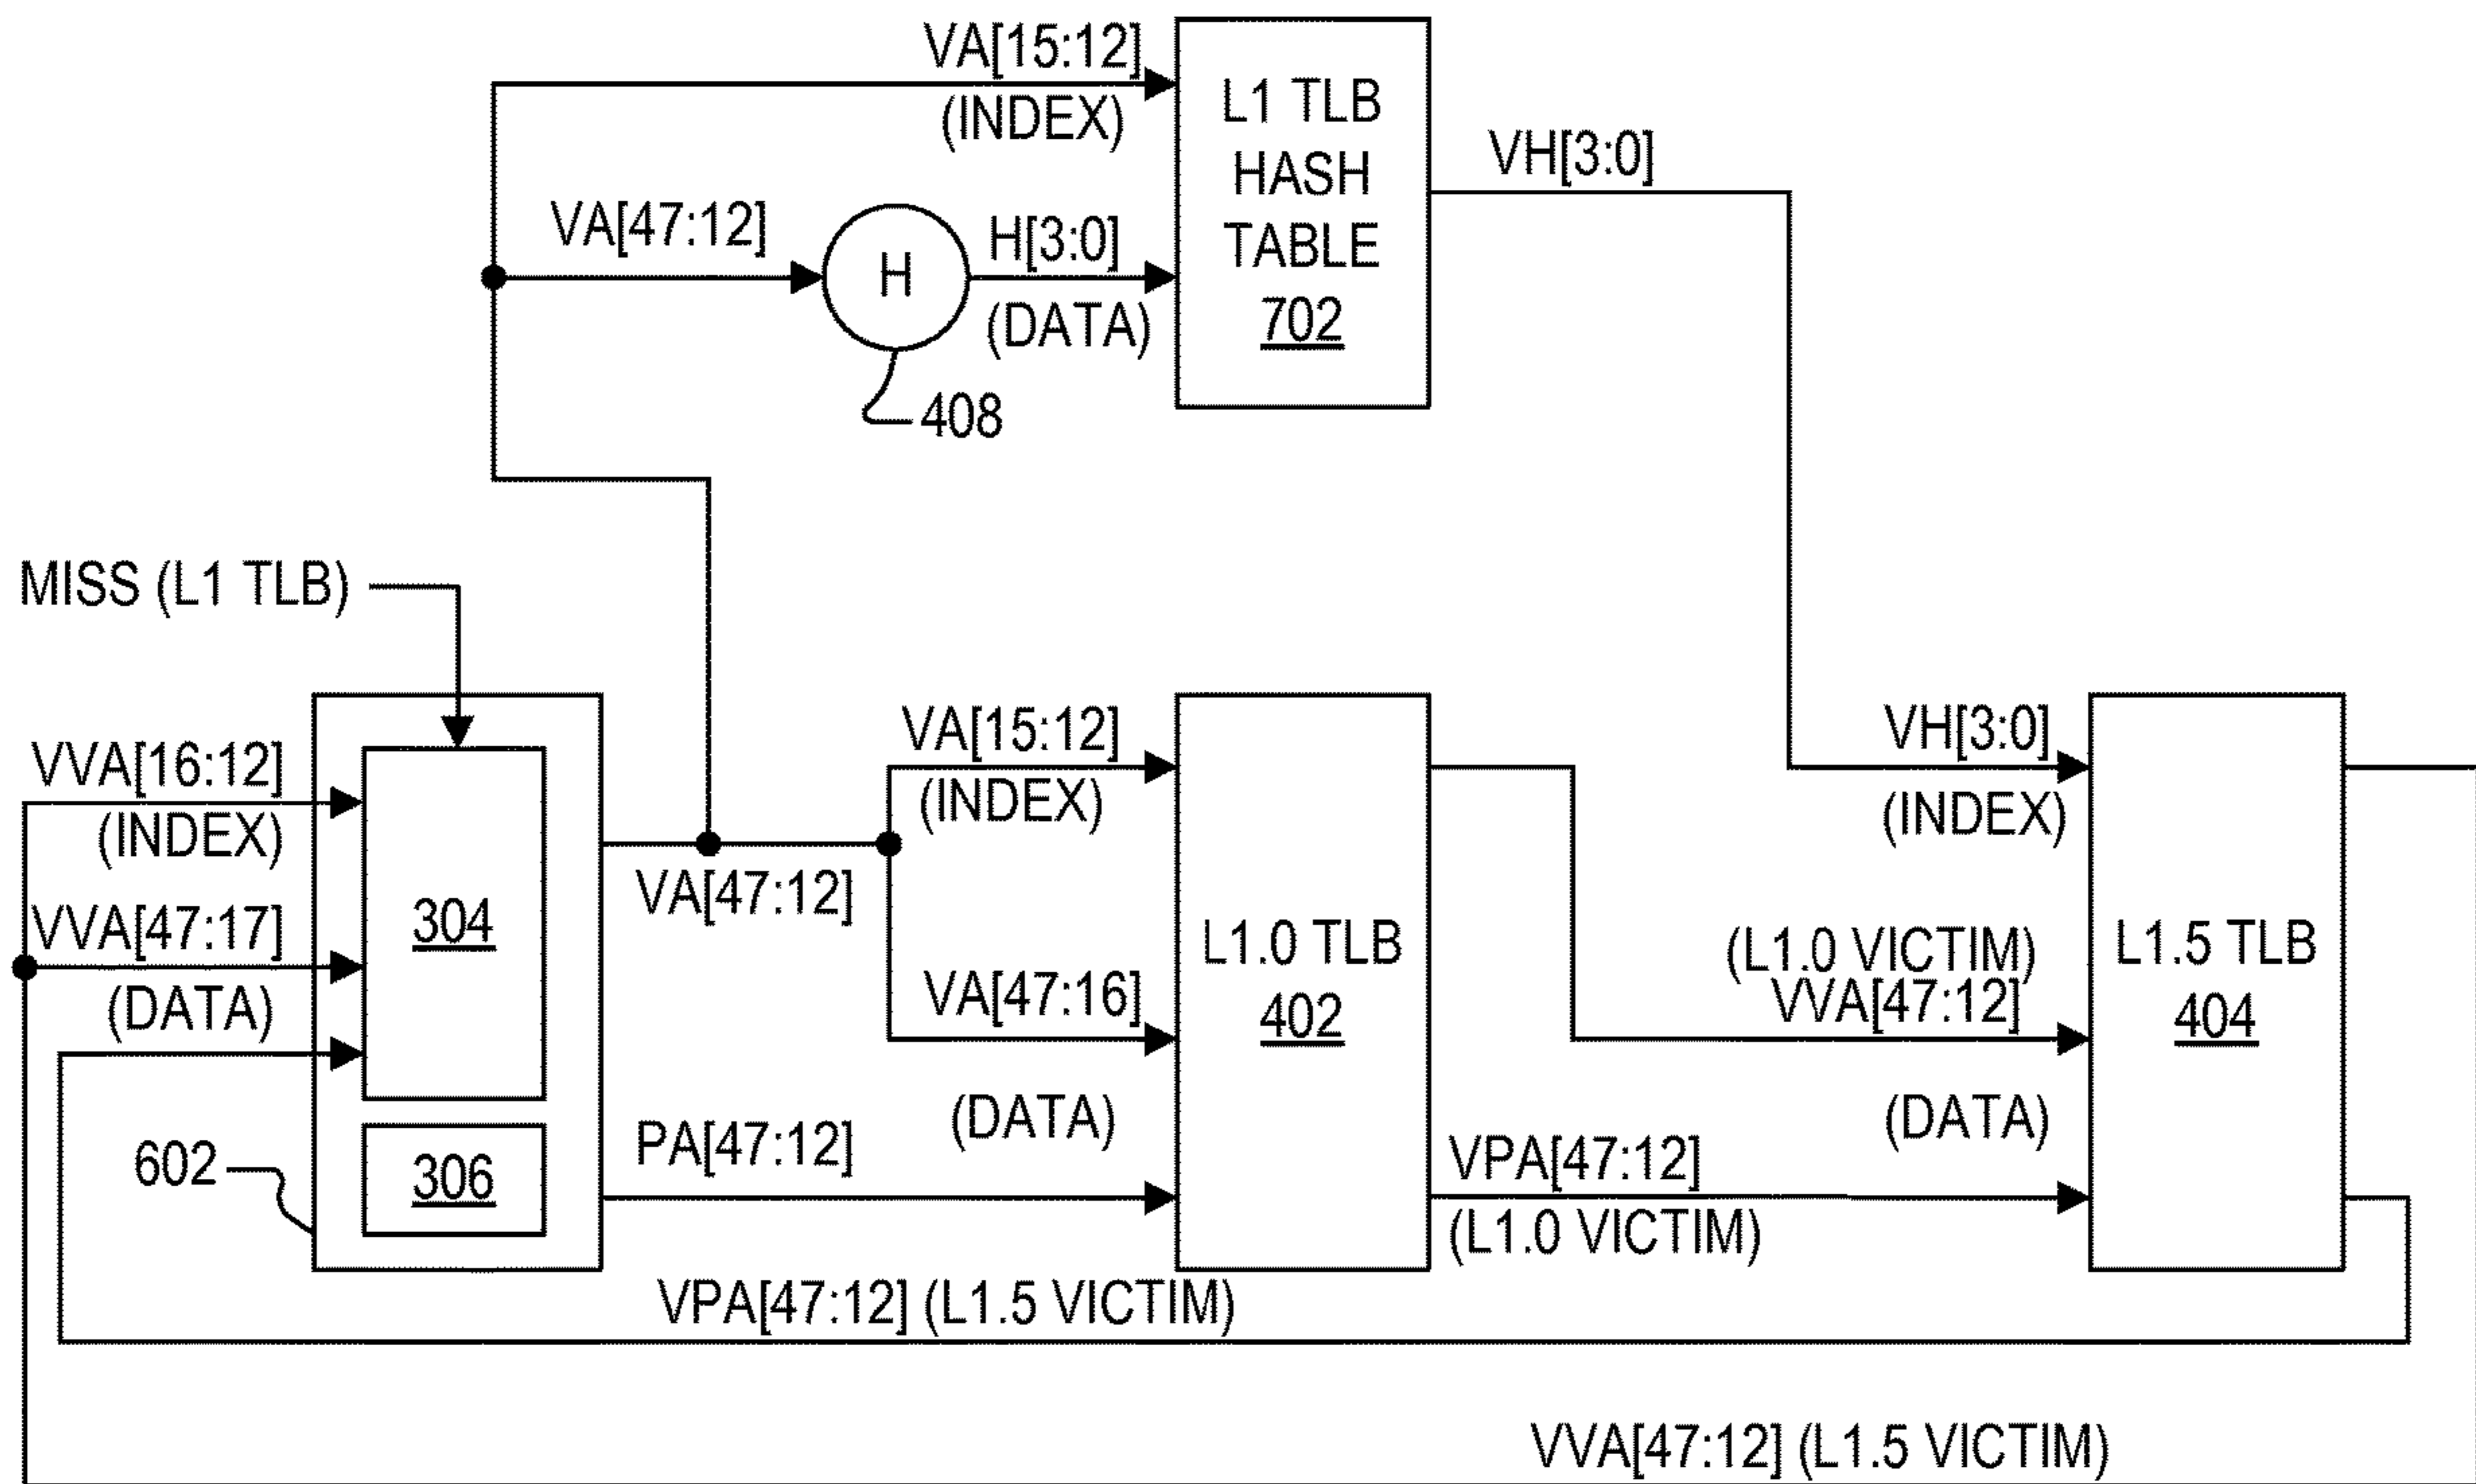 VA[15:12]
(INDEX)
L1 TLB
HASH
TABLE
702
VH[3:0]
VA[47:12]
H
H[3:0]
(DATA)
408
MISS (L1 TLB)
VVA[16:12]
(INDEX)
VVA[47:17]
(DATA)
304
306
602
VA[47:12]
VA[15:12]
(INDEX)
VA[47:16]
(DATA)
PA[47:12]
L1.0 TLB
402
VH[3:0]
(INDEX)
(L1.0 VICTIM)
VVA[47:12]
(DATA)
VPA[47:12]
(L1.0 VICTIM)
L1.5 TLB
404
VPA[47:12] (L1.5 VICTIM)
VVA[47:12] (L1.5 VICTIM)